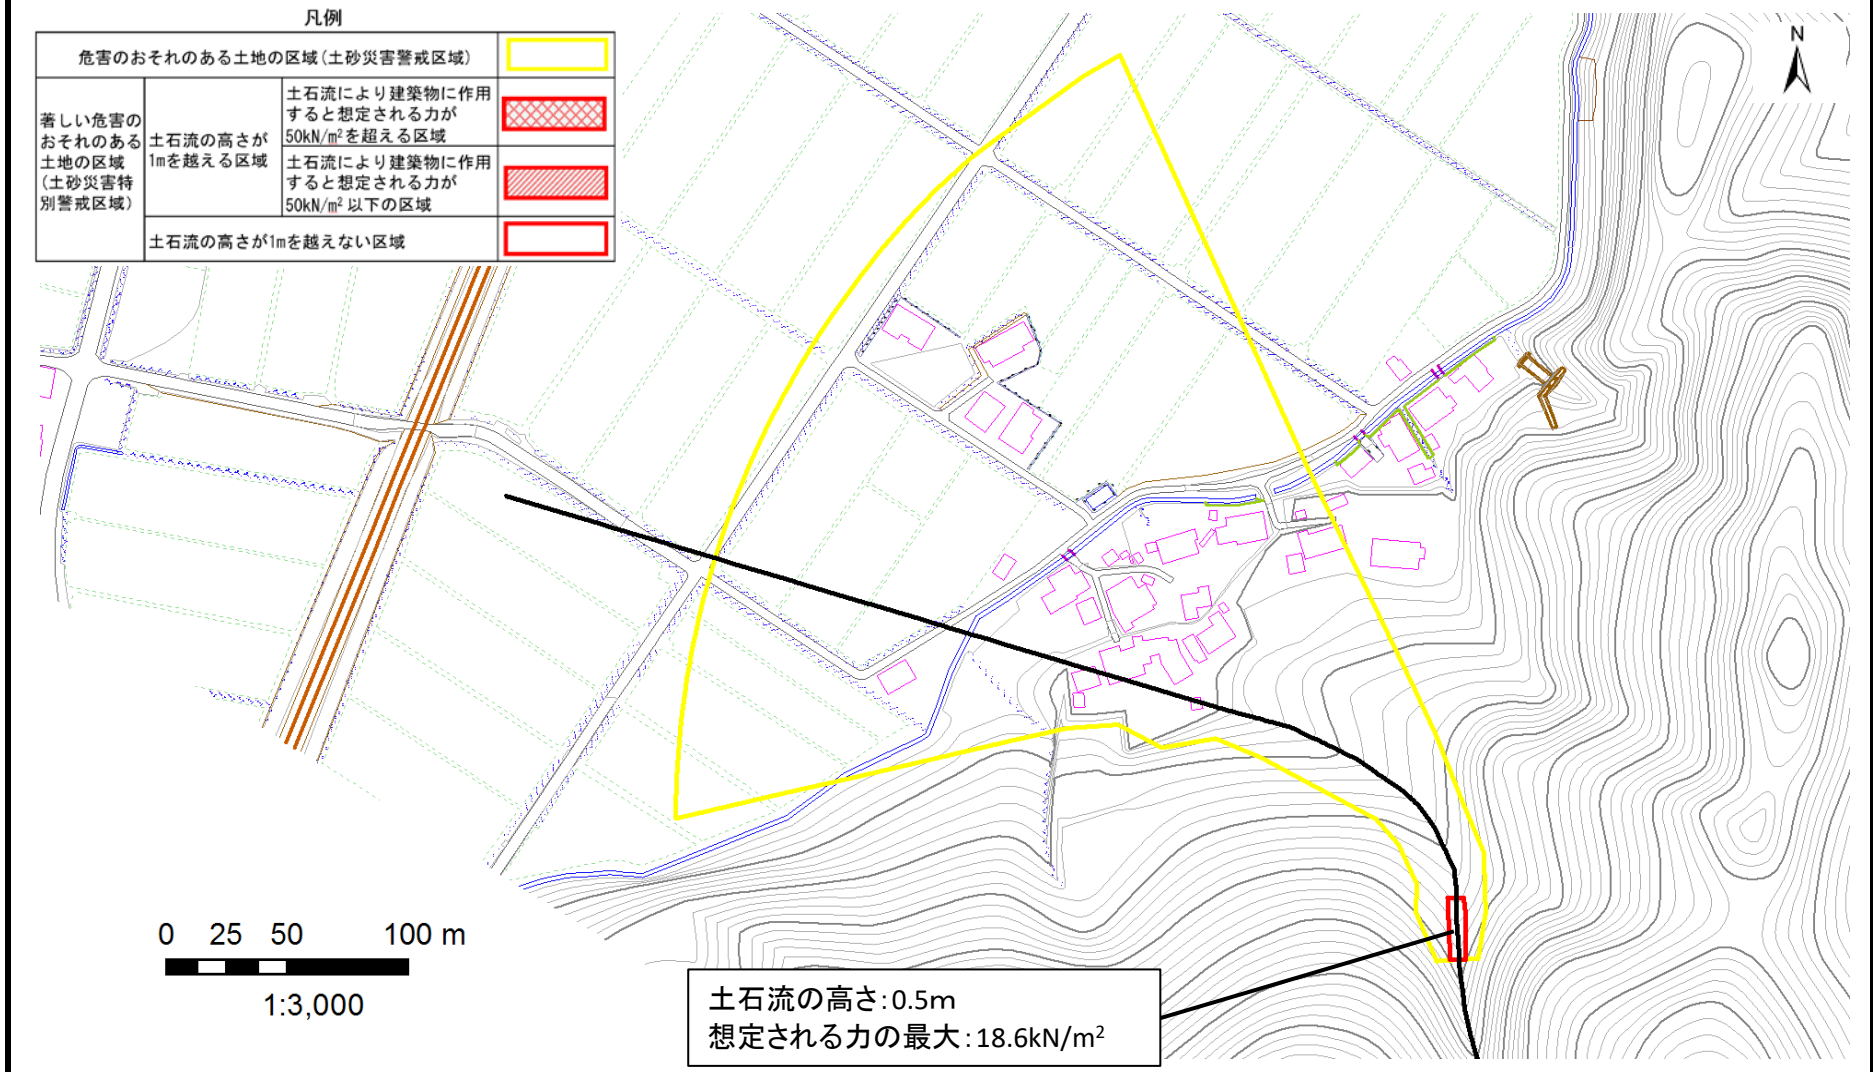 凡例
危害のおそれのある土地の区域(土砂災害警戒区域)
著しい危害の
おそれのある
土地の区域
(土砂災害特
別警戒区域)
土石流の高さが
1mを越える区域
土石流により建築物に作用
すると想定される力が
50kN/m²を超える区域
土石流により建築物に作用
すると想定される力が
50kN/m² 以下の区域
土石流の高さが1mを越えない区域
N
0 25 50 100 m
1:3,000
土石流の高さ:0.5m
想定される力の最大:18.6kN/m²